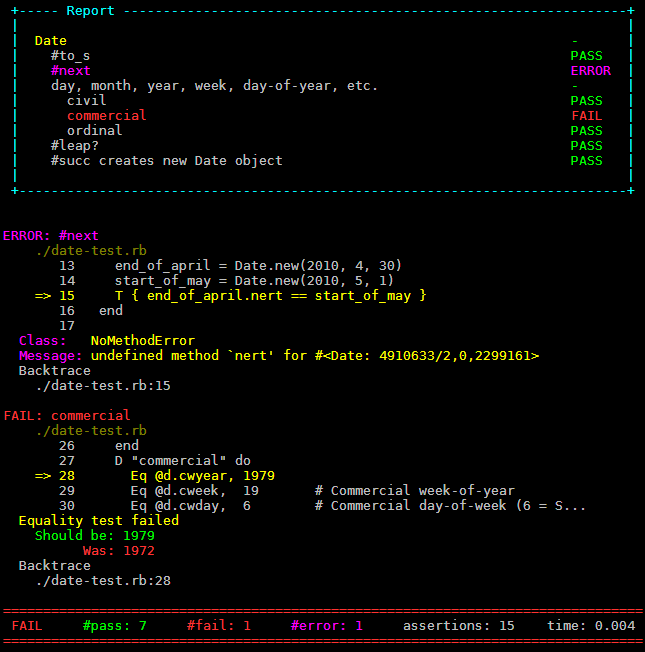 +----- Report ---------------------------------------------------------------+
|                                                                            |
|  Date                                                               -      |
|    #to_s                                                            PASS   |
|    #next                                                            ERROR  |
|    day, month, year, week, day-of-year, etc.                        -      |
|      civil                                                          PASS   |
|      commercial                                                     FAIL   |
|      ordinal                                                        PASS   |
|    #leap?                                                           PASS   |
|    #succ creates new Date object                                    PASS   |
|                                                                            |
+----------------------------------------------------------------------------+
ERROR: #next
    ./date-test.rb
       13     end_of_april = Date.new(2010, 4, 30)
       14     start_of_may = Date.new(2010, 5, 1)
    => 15     T { end_of_april.nert == start_of_may }
       16   end
       17
  Class:   NoMethodError
  Message: undefined method `nert' for #<Date: 4910633/2,0,2299161>
  Backtrace
    ./date-test.rb:15
FAIL: commercial
    ./date-test.rb
       26     end
       27     D "commercial" do
    => 28       Eq @d.cwyear, 1979
       29       Eq @d.cweek,  19       # Commercial week-of-year
       30       Eq @d.cwday,  6        # Commercial day-of-week (6 = S...
  Equality test failed
    Should be: 1979
          Was: 1972
  Backtrace
    ./date-test.rb:28
================================================================================
 FAIL     #pass: 7     #fail: 1     #error: 1     assertions: 15    time: 0.004
================================================================================